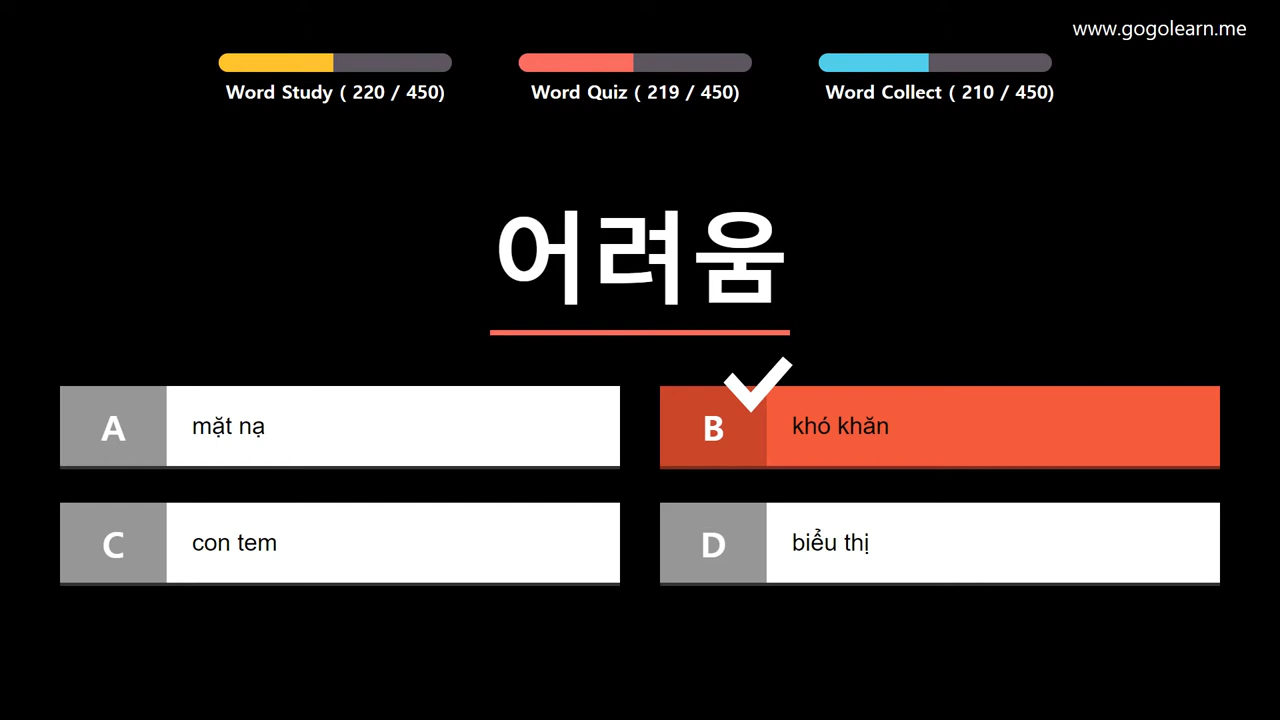 www.gogolearn.me
Word Study ( 220 / 450)
Word Quiz ( 219 / 450)
Word Collect ( 210 / 450)
어려움
A
mặt nạ
B
khó khăn
C
con tem
D
biểu thị